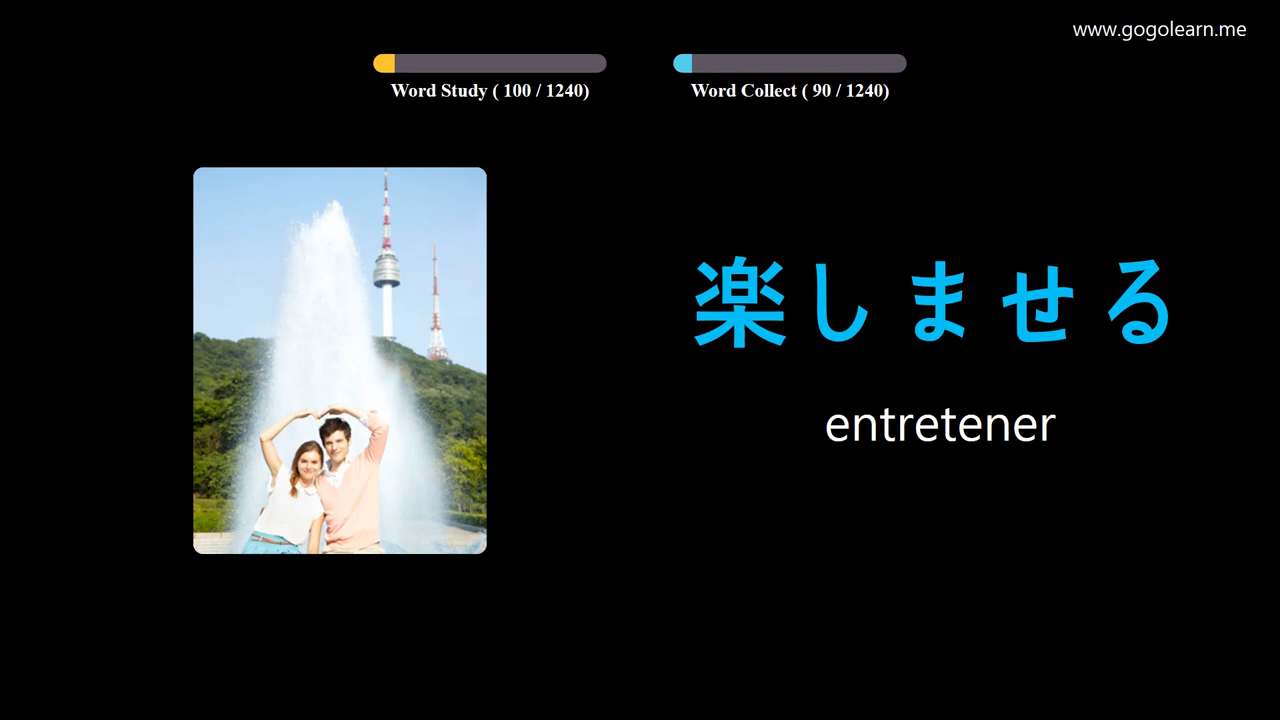 www.gogolearn.me
Word Study ( 100 / 1240)
Word Collect ( 90 / 1240)
楽しませる
entretener